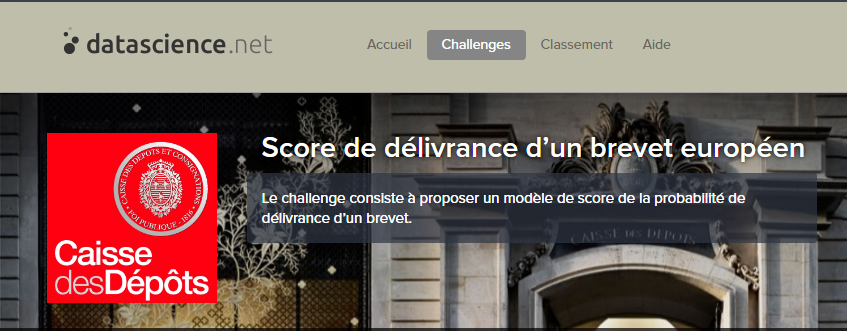 datascience.net
Accueil
Challenges
Classement
Aide
Score de délivrance d'un brevet européen
Le challenge consiste à proposer un modèle de score de la probabilité de
délivrance d'un brevet.
CAISSE DES DEPOTS ET CONSIGNATIONS
• FOI PUBLIQUE - 1816 •
Caisse
desDépôts
CAISSE DES DEPOTS